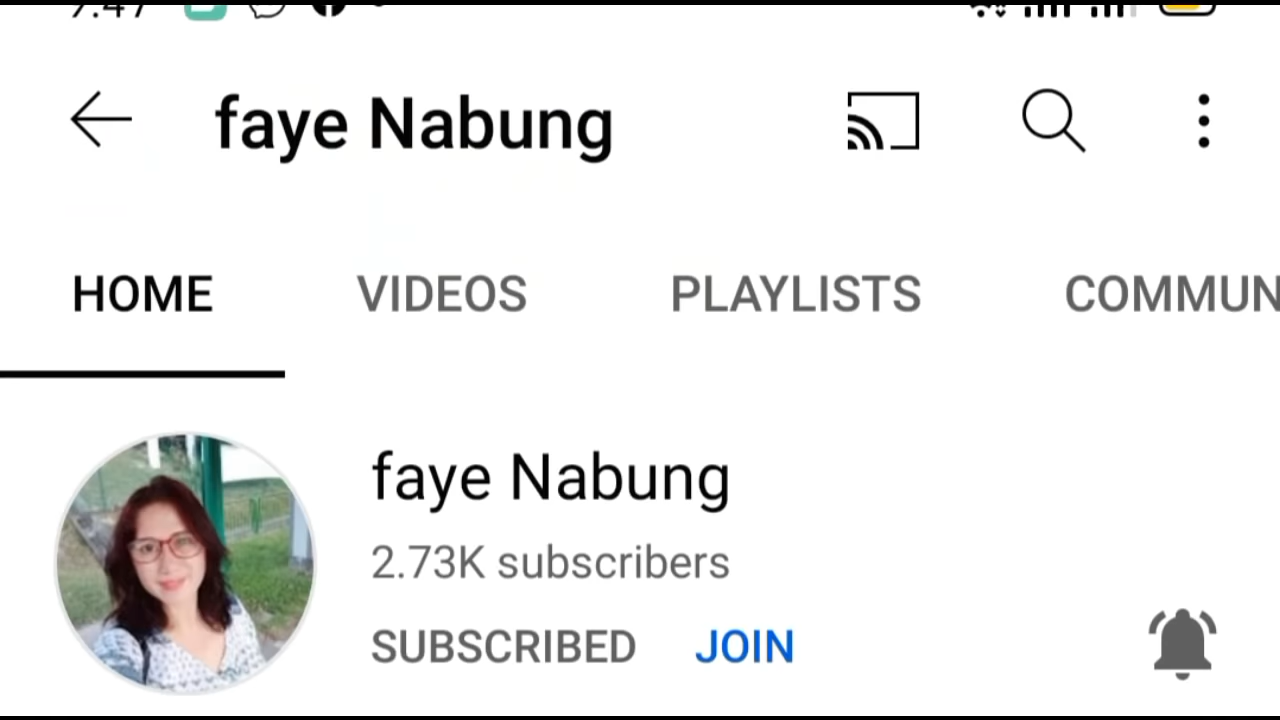 faye Nabung
HOME VIDEOS PLAYLISTS COMMUN
faye Nabung
2.73K subscribers
SUBSCRIBED JOIN